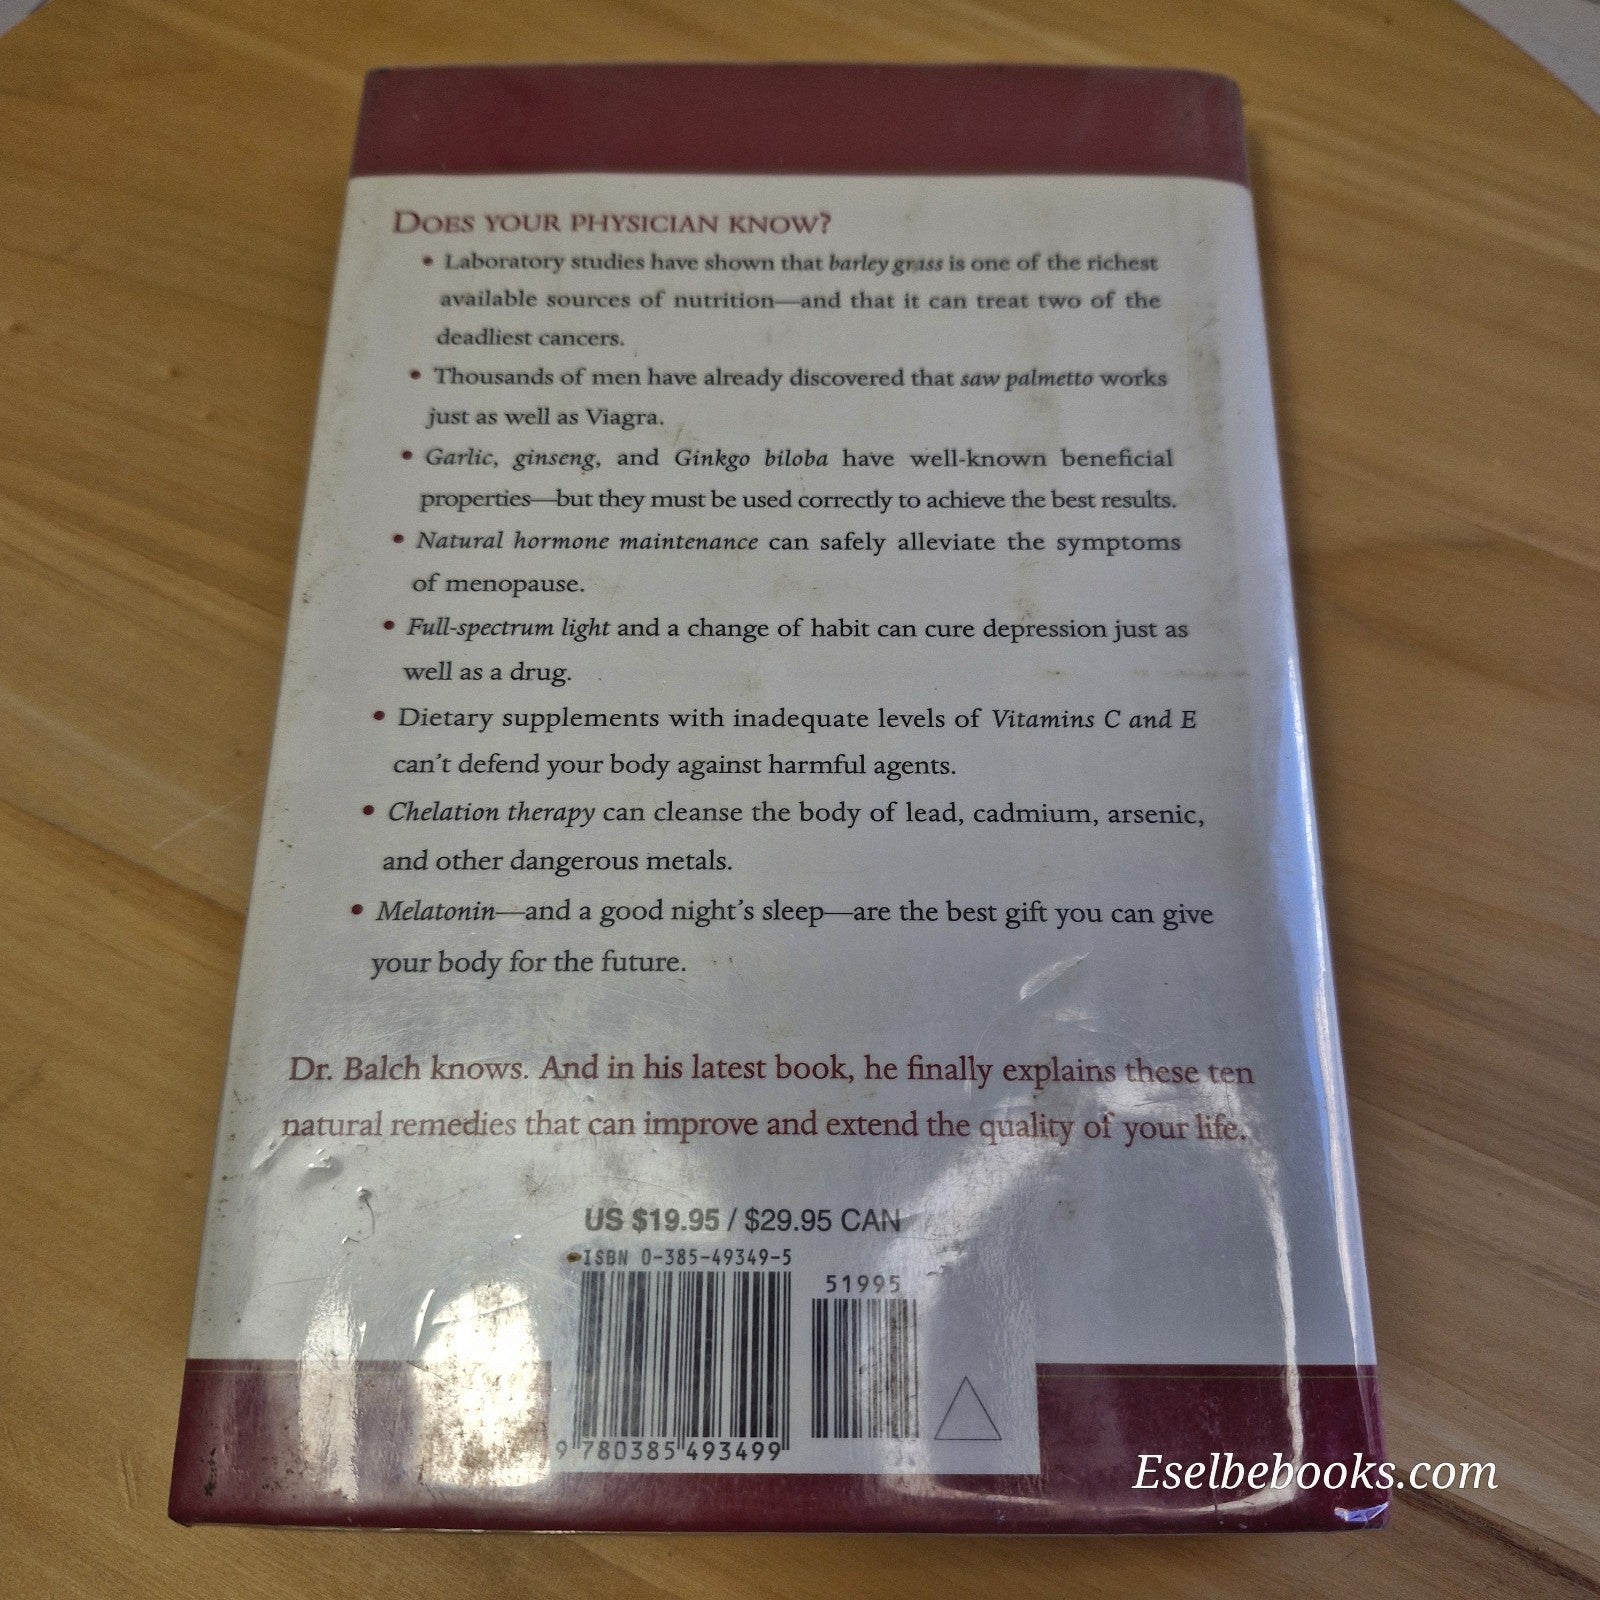 DOES YOUR PHYSICIAN KNOW?
• Laboratory studies have shown that barley grass is one of the richest
available sources of nutrition—and that it can treat two of the
deadliest cancers.
• Thousands of men have already discovered that saw palmetto works
just as well as Viagra.
• Garlic, ginseng, and Ginkgo biloba have well-known beneficial
properties—but they must be used correctly to achieve the best results.
• Natural hormone maintenance can safely alleviate the symptoms
of menopause.
• Full-spectrum light and a change of habit can cure depression just as
well as a drug.
• Dietary supplements with inadequate levels of Vitamins C and E
can't defend your body against harmful agents.
• Chelation therapy can cleanse the body of lead, cadmium, arsenic,
and other dangerous metals.
• Melatonin—and a good night's sleep—are the best gift you can give
your body for the future.
Dr. Balch knows. And in his latest book, he finally explains these ten
natural remedies that can improve and extend the quality of your life.
US $19.95 / $29.95 CAN
ISBN 0-385-49349-5
51995
9 780385 493499
Eselbebooks.com